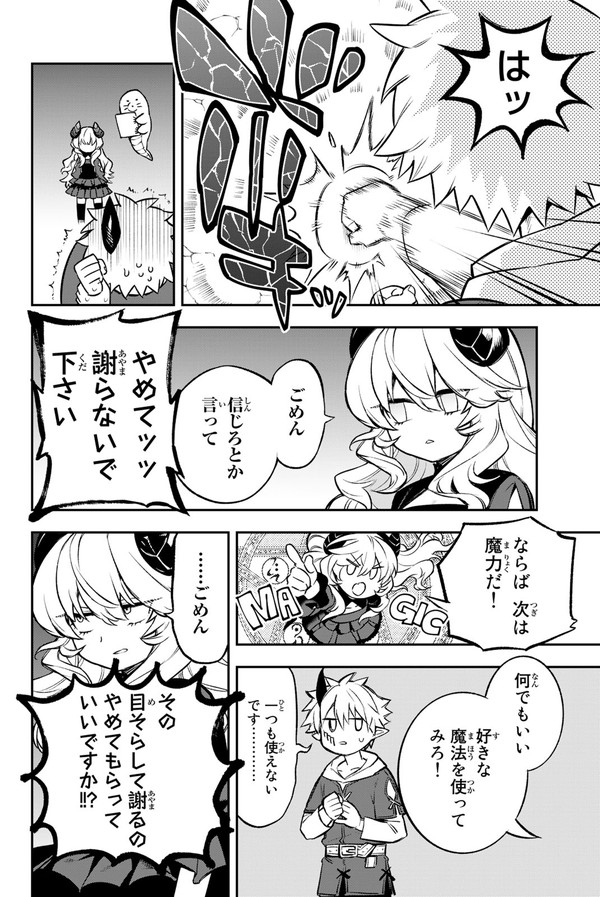 はッ
バキ
ごめん
信じろとか
言って
やめてッッ
謝らないで
下さい
ならば 次は
魔力だ!
MAGIC
……ごめん
何でもいい
好きな
魔法を使って
みろ!
一つも使えない
です………
その
目そらして謝るの
やめてもらって
いいですか!!?